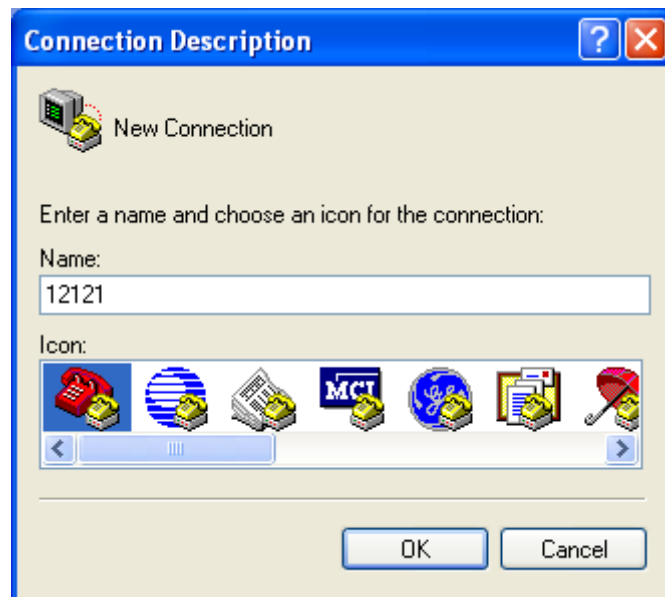 Connection Description
New Connection
Enter a name and choose an icon for the connection:
Name:
12121
Icon:
MCI
OK Cancel